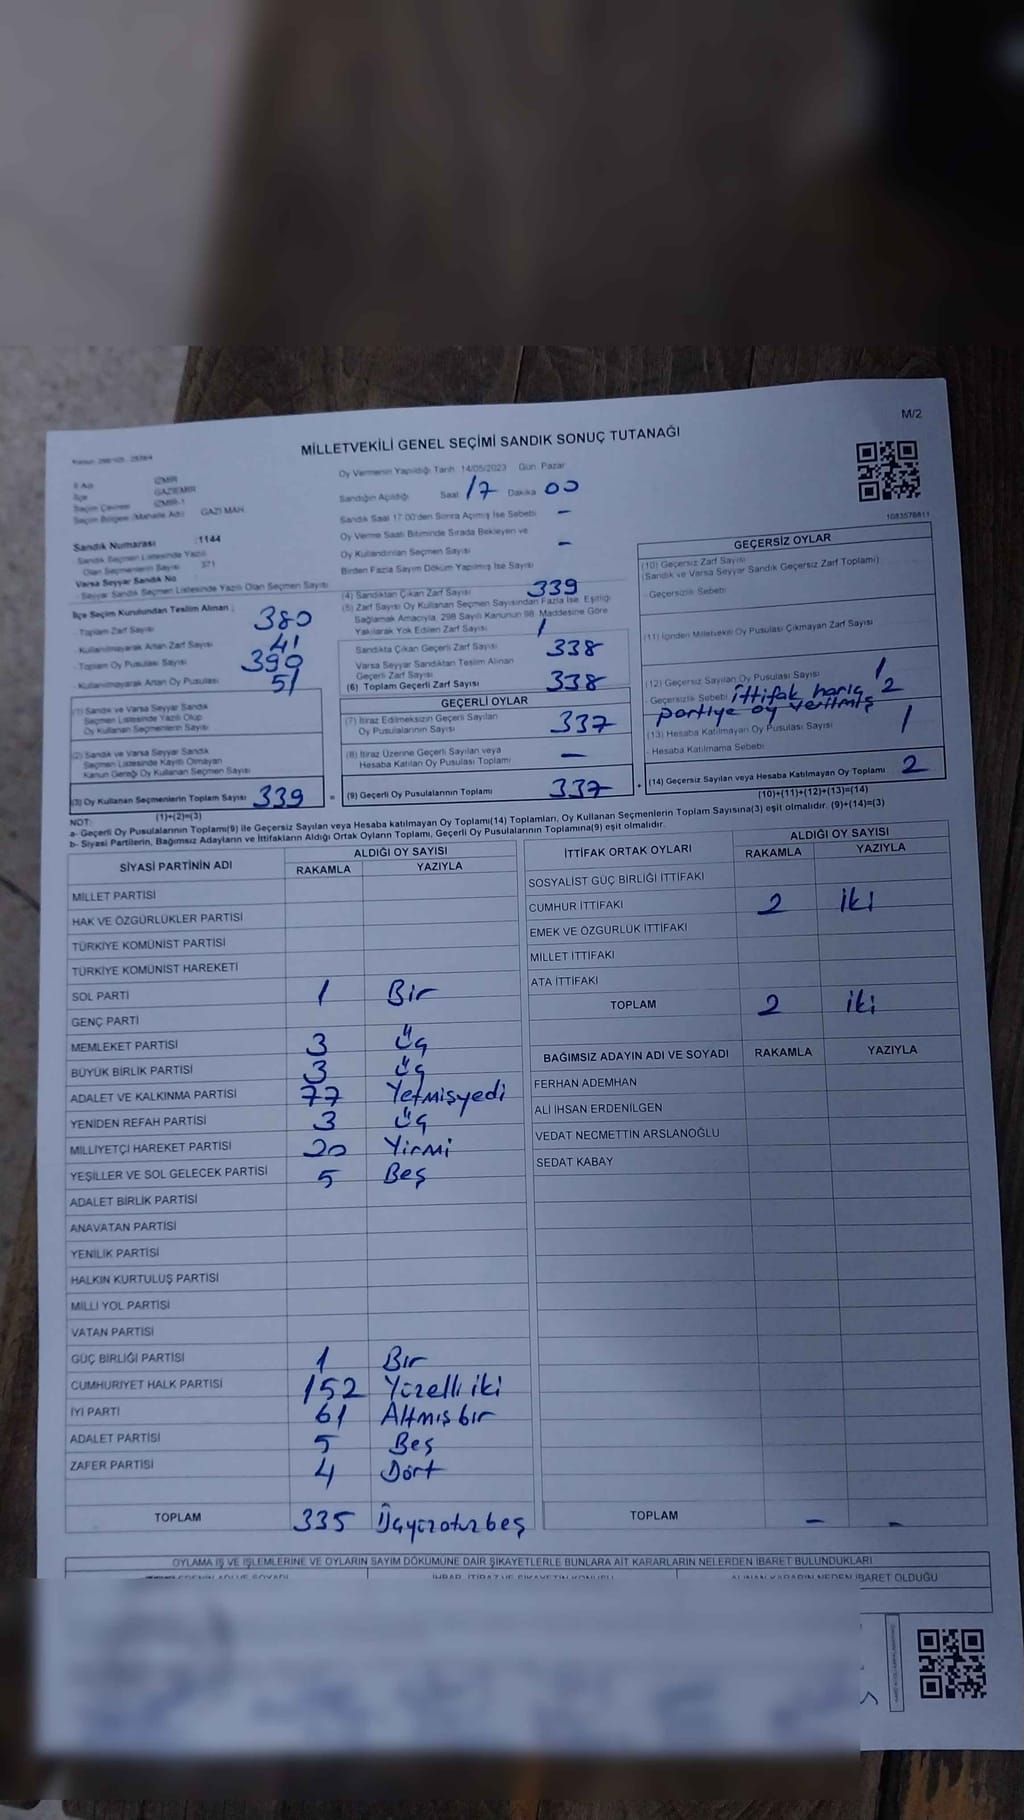 M/2
MİLLETVEKİLİ GENEL SEÇİMİ SANDIK SONUÇ TUTANAĞI
İli Adı İZMİR
İlçe GAZİEMİR
Seçim Çevresi İZMİR-1
Seçim Bölgesi (Mahalle Adı) GAZİ MAH.
Sandık Numarası :1144
Sandık Seçmen Listesinde Yazılı
Olan Seçmenlerin Sayısı 371
Varsa Seyyar Sandık No
- Seyyar Sandık Seçmen Listesinde Yazılı Olan Seçmen Sayısı
İlçe Seçim Kurulundan Teslim Alınan ;
- Toplam Zarf Sayısı 380
- Kullanılmayarak Artan Zarf Sayısı 41
- Toplam Oy Pusulası Sayısı 390
- Kullanılmayarak Artan Oy Pusulası 51
(1) Sandık ve Varsa Seyyar Sandık
Seçmen Listesinde Yazılı Olup
Oy Kullanan Seçmenlerin Sayısı
(2) Sandık ve Varsa Seyyar Sandık
Seçmen Listesinde Kayıtlı Olmayan
Kanun Gereği Oy Kullanan Seçmen Sayısı
(3) Oy Kullanan Seçmenlerin Toplam Sayısı 339
(1)+(2)=(3)
Oy Vermenin Yapıldığı Tarih 14/05/2023 Gün Pazar
Sandığın Açıldığı Saat 17 Dakika 00
Sandık Saat 17:00'den Sonra Açılmış İse Sebebi -
Oy Verme Saati Bitiminde Sırada Bekleyen ve
Oy Kullandırılan Seçmen Sayısı -
Birden Fazla Sayım Döküm Yapılmış İse Sayısı
(4) Sandıktan Çıkan Zarf Sayısı 339
(5) Zarf Sayısı Oy Kullanan Seçmen Sayısından Fazla İse, Eşitliği
Sağlamak Amacıyla, 298 Sayılı Kanunun 98. Maddesine Göre
Yakılarak Yok Edilen Zarf Sayısı 1
Sandıkta Çıkan Geçerli Zarf Sayısı 338
Varsa Seyyar Sandıktan Teslim Alınan
Geçerli Zarf Sayısı
(6) Toplam Geçerli Zarf Sayısı 338
GEÇERLİ OYLAR
(7) İtiraz Edilmeksizin Geçerli Sayılan
Oy Pusulalarının Sayısı 337
(8) İtiraz Üzerine Geçerli Sayılan veya
Hesaba Katılan Oy Pusulası Toplamı -
(9) Geçerli Oy Pusulalarının Toplamı 337
1083578811
GEÇERSİZ OYLAR
(10) Geçersiz Zarf Sayısı
(Sandık ve Varsa Seyyar Sandık Geçersiz Zarf Toplamı)
- Geçersizlik Sebebi
(11) İçinden Milletvekili Oy Pusulası Çıkmayan Zarf Sayısı
(12) Geçersiz Sayılan Oy Pusulası Sayısı 1
Geçersizlik Sebebi ittifak hariç 2
partiye oy verilmiş
(13) Hesaba Katılmayan Oy Pusulası Sayısı 1
- Hesaba Katılmama Sebebi
(14) Geçersiz Sayılan veya Hesaba Katılmayan Oy Toplamı 2
(10)+(11)+(12)+(13)=(14)
NOT:
a- Geçerli Oy Pusulalarının Toplamı(9) ile Geçersiz Sayılan veya Hesaba katılmayan Oy Toplamı(14) Toplamları, Oy Kullanan Seçmenlerin Toplam Sayısına(3) eşit olmalıdır. (9)+(14)=(3)
b- Siyasi Partilerin, Bağımsız Adayların ve İttifakların Aldığı Ortak Oyların Toplamı, Geçerli Oy Pusulalarının Toplamına(9) eşit olmalıdır.
SİYASİ PARTİNİN ADI ALDIĞI OY SAYISI
RAKAMLA YAZIYLA
MİLLET PARTİSİ
HAK VE ÖZGÜRLÜKLER PARTİSİ
TÜRKİYE KOMÜNİST PARTİSİ
TÜRKİYE KOMÜNİST HAREKETİ
SOL PARTİ 1 Bir
GENÇ PARTİ
MEMLEKET PARTİSİ 3 Üç
BÜYÜK BİRLİK PARTİSİ 3 Üç
ADALET VE KALKINMA PARTİSİ 77 Yetmişyedi
YENİDEN REFAH PARTİSİ 3 Üç
MİLLİYETÇİ HAREKET PARTİSİ 20 Yirmi
YEŞİLLER VE SOL GELECEK PARTİSİ 5 Beş
ADALET BİRLİK PARTİSİ
ANAVATAN PARTİSİ
YENİLİK PARTİSİ
HALKIN KURTULUŞ PARTİSİ
MİLLİ YOL PARTİSİ
VATAN PARTİSİ
GÜÇ BİRLİĞİ PARTİSİ 1 Bir
CUMHURİYET HALK PARTİSİ 152 Yüzelli iki
İYİ PARTİ 61 Altmış bir
ADALET PARTİSİ 5 Beş
ZAFER PARTİSİ 4 Dört
TOPLAM 335 Üçyüzotuzbeş
İTTİFAK ORTAK OYLARI ALDIĞI OY SAYISI
RAKAMLA YAZIYLA
SOSYALİST GÜÇ BİRLİĞİ İTTİFAKI
CUMHUR İTTİFAKI 2 iki
EMEK VE ÖZGÜRLÜK İTTİFAKI
MİLLET İTTİFAKI
ATA İTTİFAKI
TOPLAM 2 iki
BAĞIMSIZ ADAYIN ADI VE SOYADI RAKAMLA YAZIYLA
FERHAN ADEMHAN
ALİ İHSAN ERDENİLGEN
VEDAT NECMETTİN ARSLANOĞLU
SEDAT KABAY
TOPLAM - -
OYLAMA İŞ VE İŞLEMLERİNE VE OYLARIN SAYIM DÖKÜMÜNE DAİR ŞİKAYETLERLE BUNLARA AİT KARARLARIN NELERDEN İBARET BULUNDUKLARI
İHBAR, İTİRAZ VE ŞİKAYETİN KONUSU ALINAN KARARIN NEDEN İBARET OLDUĞU